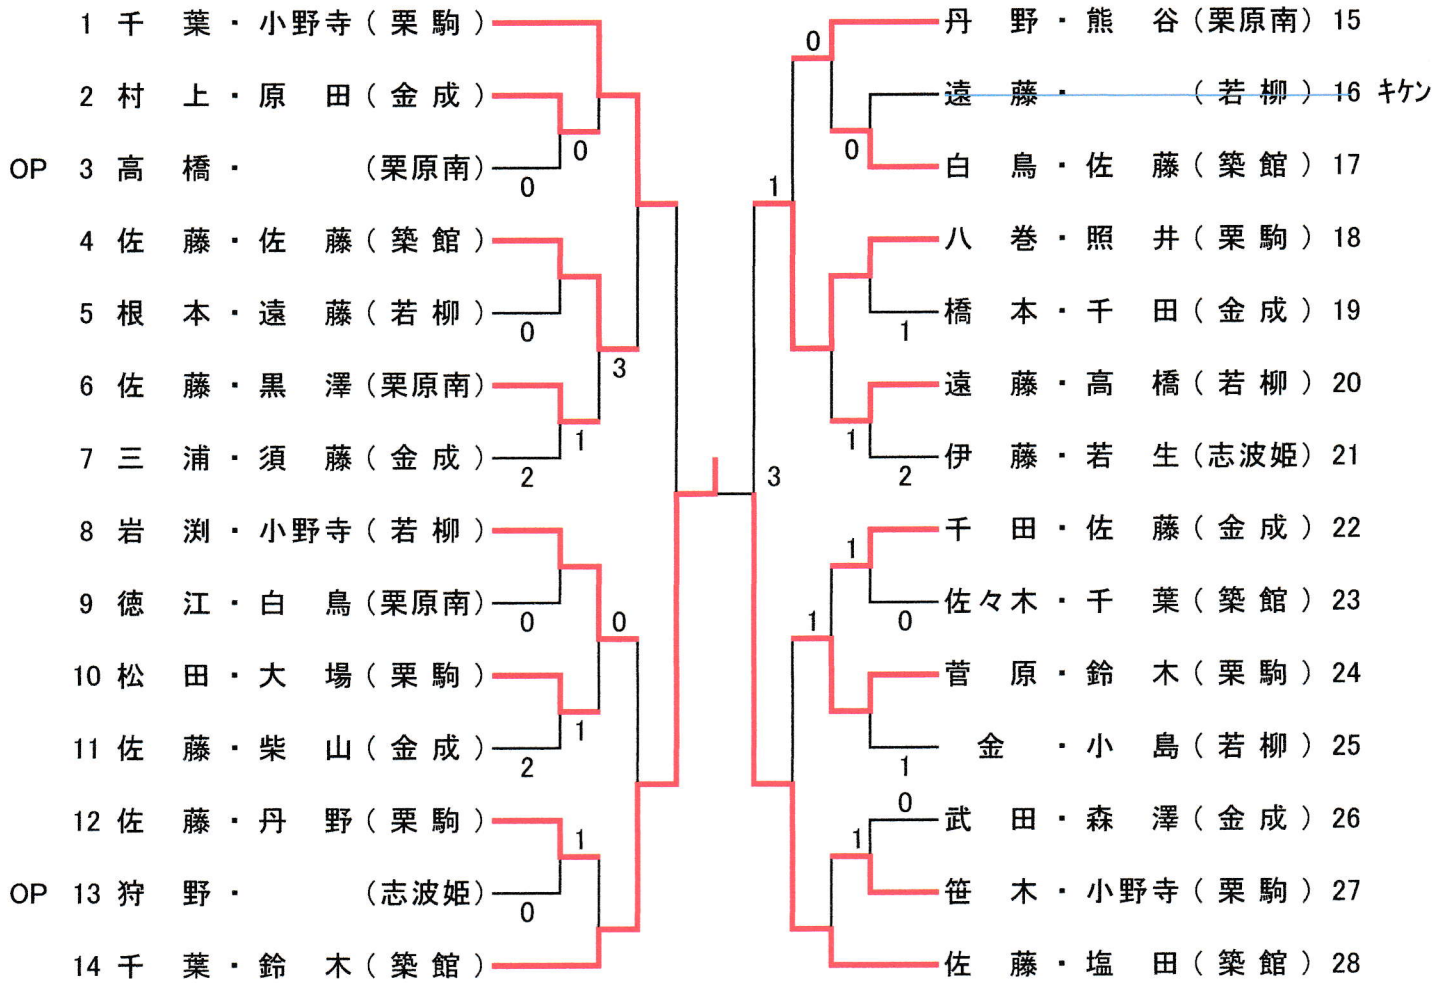 1 千 葉・小野寺(栗駒)
2 村 上・原 田(金成)
0
OP 3 高 橋・ (栗原南)
0
4 佐 藤・佐 藤(築館)
5 根 本・遠 藤(若柳)
0
3
6 佐 藤・黒 澤(栗原南)
1
7 三 浦・須 藤(金成)
2
8 岩 渕・小野寺(若柳)
9 徳 江・白 鳥(栗原南)
0
0
10 松 田・大 場(栗駒)
1
11 佐 藤・柴 山(金成)
2
12 佐 藤・丹 野(栗駒)
1
OP 13 狩 野・ (志波姫)
0
14 千 葉・鈴 木(築館)
丹 野・熊 谷(栗原南) 15
0
遠 藤・ (若柳) 16 キケン
0
白 鳥・佐 藤(築館) 17
1
八 巻・照 井(栗駒) 18
橋 本・千 田(金成) 19
1
遠 藤・高 橋(若柳) 20
1
伊 藤・若 生(志波姫) 21
2
3
千 田・佐 藤(金成) 22
1
佐々木・千 葉(築館) 23
0
1
菅 原・鈴 木(栗駒) 24
金 ・小 島(若柳) 25
1
0
武 田・森 澤(金成) 26
1
笹 木・小野寺(栗駒) 27
佐 藤・塩 田(築館) 28